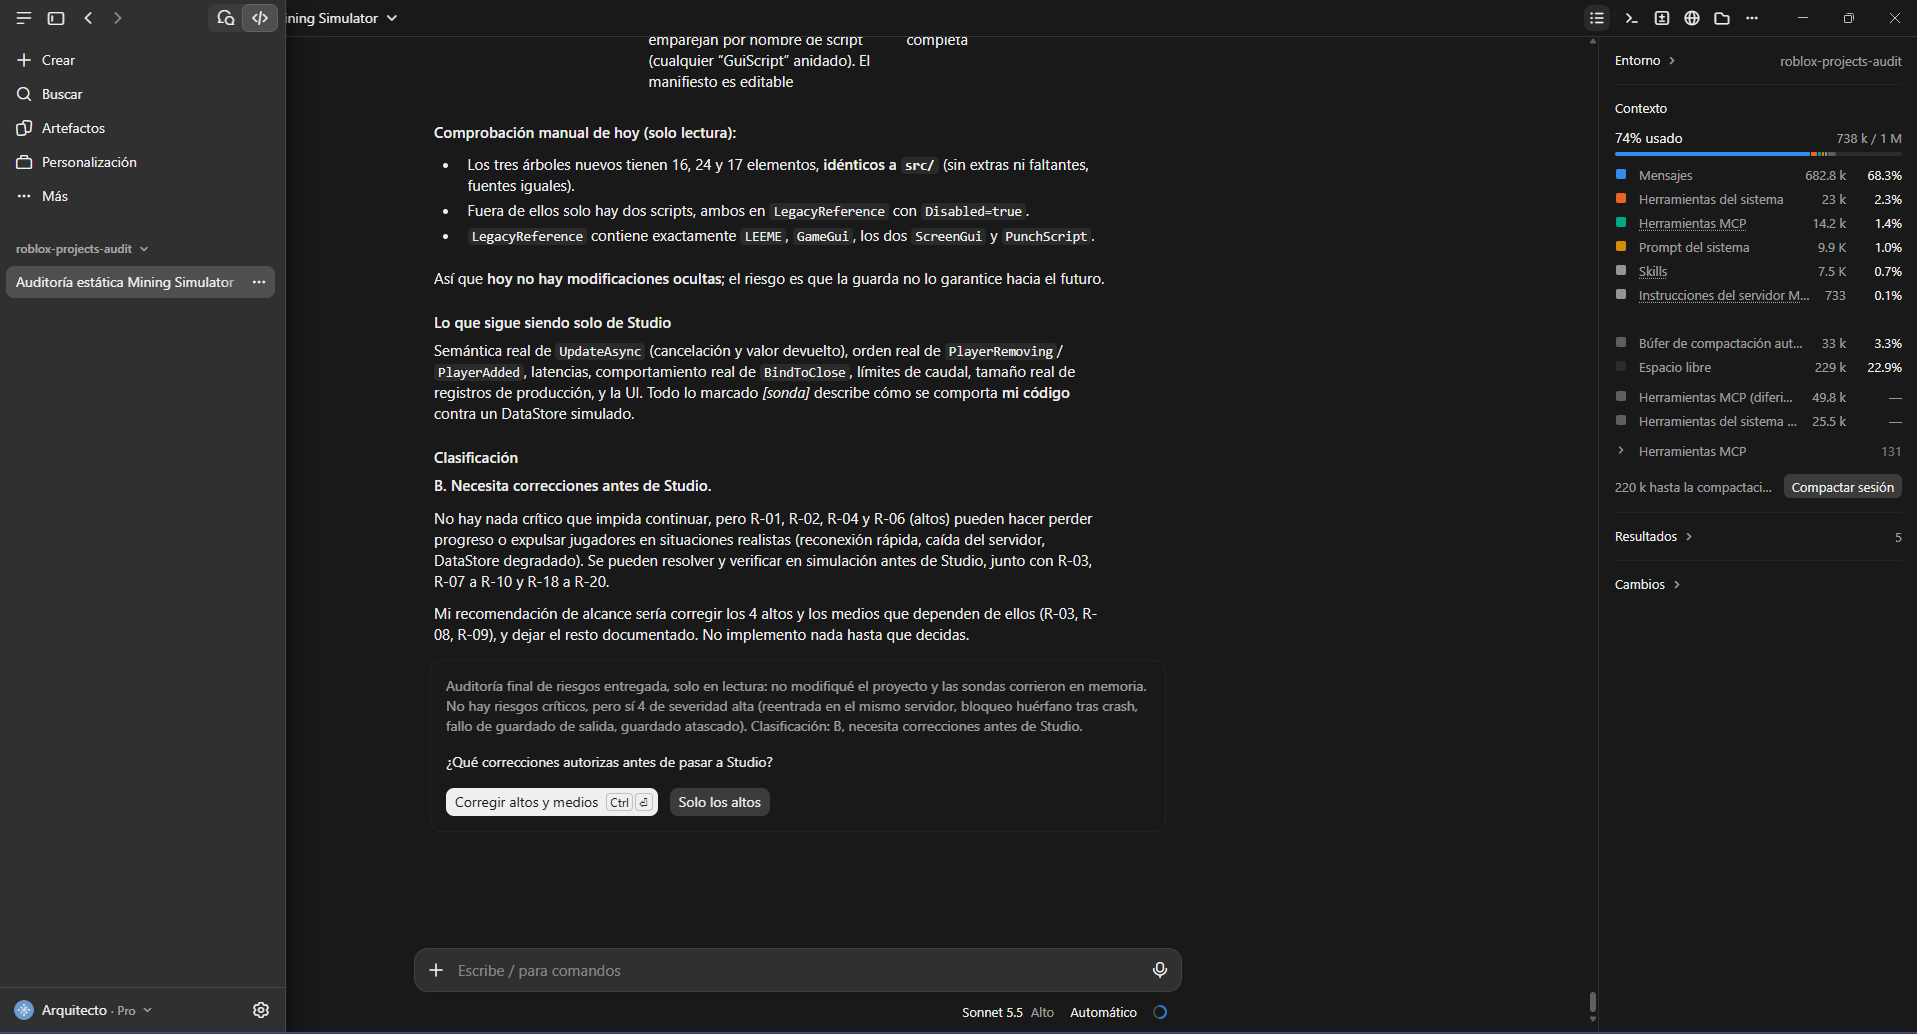 ining Simulator
Crear
Buscar
Artefactos
Personalización
Más
roblox-projects-audit
Auditoría estática Mining Simulator
Arquitecto · Pro
emparejan por nombre de script
(cualquier “GuiScript” anidado). El
manifiesto es editable
completa
Comprobación manual de hoy (solo lectura):
• Los tres árboles nuevos tienen 16, 24 y 17 elementos, idénticos a src/ (sin extras ni faltantes,
fuentes iguales).
• Fuera de ellos solo hay dos scripts, ambos en LegacyReference con Disabled=true.
• LegacyReference contiene exactamente LEEME, GameGui, los dos ScreenGui y PunchScript.
Así que hoy no hay modificaciones ocultas; el riesgo es que la guarda no lo garantice hacia el futuro.
Lo que sigue siendo solo de Studio
Semántica real de UpdateAsync (cancelación y valor devuelto), orden real de PlayerRemoving /
PlayerAdded, latencias, comportamiento real de BindToClose, límites de caudal, tamaño real de
registros de producción, y la UI. Todo lo marcado [sonda] describe cómo se comporta mi código
contra un DataStore simulado.
Clasificación
B. Necesita correcciones antes de Studio.
No hay nada crítico que impida continuar, pero R-01, R-02, R-04 y R-06 (altos) pueden hacer perder
progreso o expulsar jugadores en situaciones realistas (reconexión rápida, caída del servidor,
DataStore degradado). Se pueden resolver y verificar en simulación antes de Studio, junto con R-03,
R-07 a R-10 y R-18 a R-20.
Mi recomendación de alcance sería corregir los 4 altos y los medios que dependen de ellos (R-03, R-
08, R-09), y dejar el resto documentado. No implemento nada hasta que decidas.
Auditoría final de riesgos entregada, solo en lectura: no modifiqué el proyecto y las sondas corrieron en memoria.
No hay riesgos críticos, pero sí 4 de severidad alta (reentrada en el mismo servidor, bloqueo huérfano tras crash,
fallo de guardado de salida, guardado atascado). Clasificación: B, necesita correcciones antes de Studio.
¿Qué correcciones autorizas antes de pasar a Studio?
Corregir altos y medios Ctrl ⏎ Solo los altos
Escribe / para comandos
Sonnet 5.5 Alto Automático
Entorno roblox-projects-audit
Contexto
74% usado 738 k / 1 M
Mensajes 682.8 k 68.3%
Herramientas del sistema 23 k 2.3%
Herramientas MCP 14.2 k 1.4%
Prompt del sistema 9.9 K 1.0%
Skills 7.5 K 0.7%
Instrucciones del servidor M... 733 0.1%
Búfer de compactación aut... 33 k 3.3%
Espacio libre 229 k 22.9%
Herramientas MCP (diferi... 49.8 k —
Herramientas del sistema ... 25.5 k —
Herramientas MCP 131
220 k hasta la compactaci... Compactar sesión
Resultados 5
Cambios